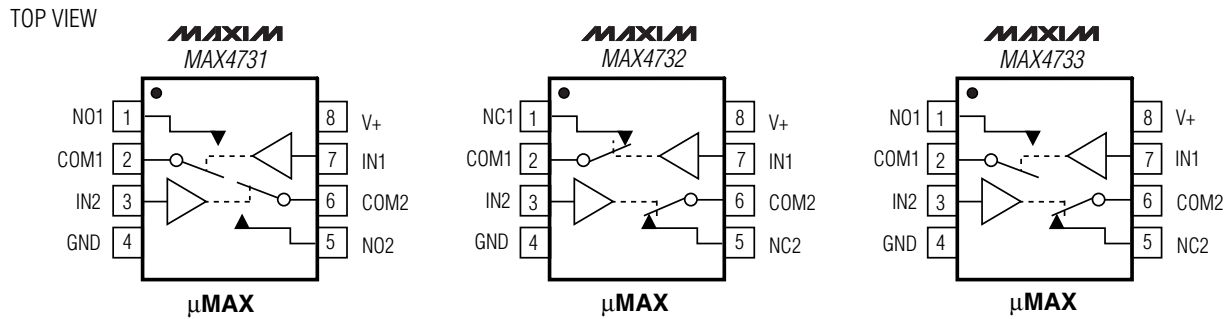 TOP VIEW
MAXIM
MAX4731
NO1 1
COM1 2
IN2 3
GND 4
8 V+
7 IN1
6 COM2
5 NO2
μMAX
MAXIM
MAX4732
NC1 1
COM1 2
IN2 3
GND 4
8 V+
7 IN1
6 COM2
5 NC2
μMAX
MAXIM
MAX4733
NO1 1
COM1 2
IN2 3
GND 4
8 V+
7 IN1
6 COM2
5 NC2
μMAX